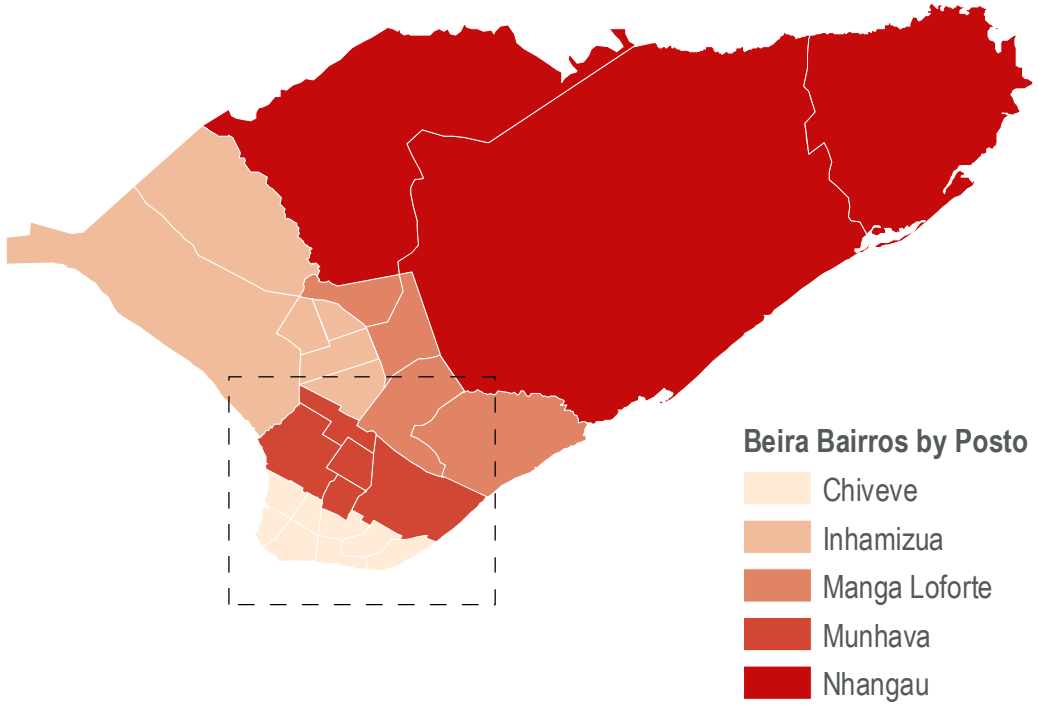 Beira Bairros by Posto
Chiveve
Inhamizua
Manga Loforte
Munhava
Nhangau